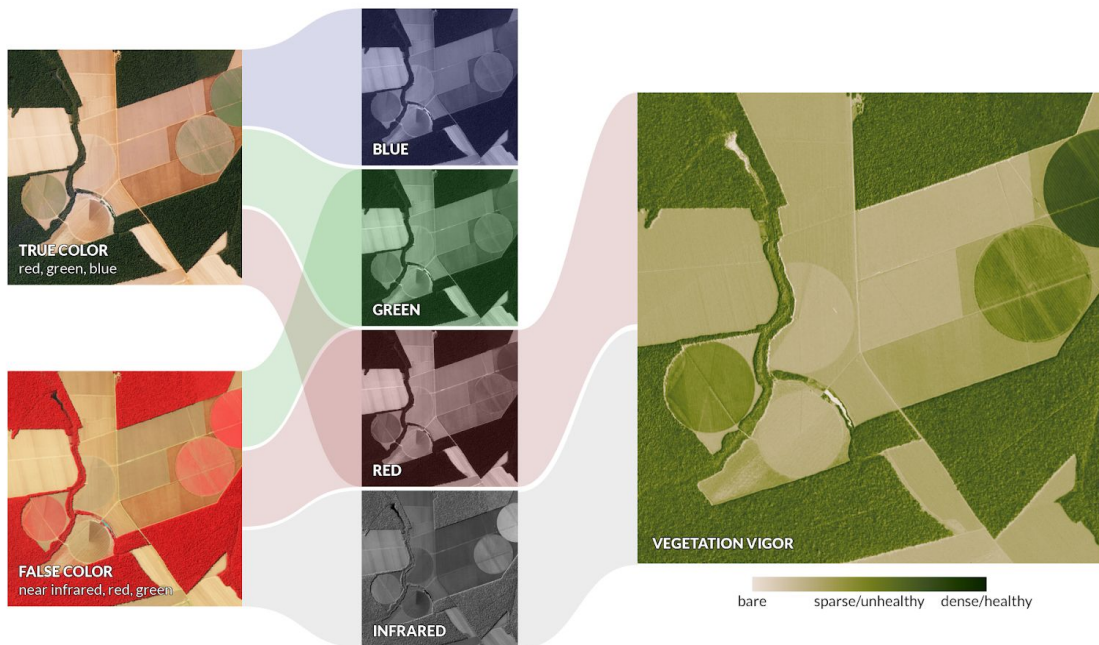 TRUE COLOR
red, green, blue
FALSE COLOR
near infrared, red, green
BLUE
GREEN
RED
INFRARED
VEGETATION VIGOR
bare sparse/unhealthy dense/healthy